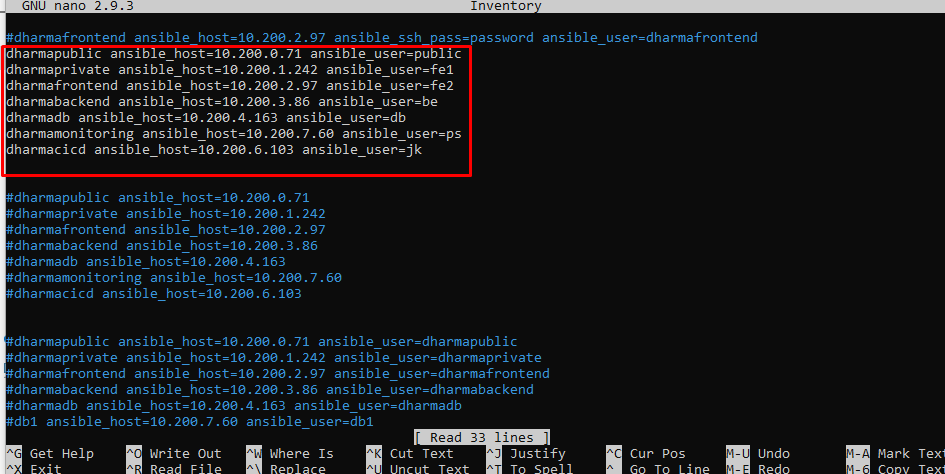 GNU nano 2.9.3 Inventory
#dharmafrontend ansible_host=10.200.2.97 ansible_ssh_pass=password ansible_user=dharmafrontend
dharmapublic ansible_host=10.200.0.71 ansible_user=public
dharmaprivate ansible_host=10.200.1.242 ansible_user=fe1
dharmafrontend ansible_host=10.200.2.97 ansible_user=fe2
dharmabackend ansible_host=10.200.3.86 ansible_user=be
dharmadb ansible_host=10.200.4.163 ansible_user=db
dharmamonitoring ansible_host=10.200.7.60 ansible_user=ps
dharmacicd ansible_host=10.200.6.103 ansible_user=jk
#dharmapublic ansible_host=10.200.0.71
#dharmaprivate ansible_host=10.200.1.242
#dharmafrontend ansible_host=10.200.2.97
#dharmabackend ansible_host=10.200.3.86
#dharmadb ansible_host=10.200.4.163
#dharmamonitoring ansible_host=10.200.7.60
#dharmacicd ansible_host=10.200.6.103
#dharmapublic ansible_host=10.200.0.71 ansible_user=dharmapublic
#dharmaprivate ansible_host=10.200.1.242 ansible_user=dharmaprivate
#dharmafrontend ansible_host=10.200.2.97 ansible_user=dharmafrontend
#dharmabackend ansible_host=10.200.3.86 ansible_user=dharmabackend
#dharmadb ansible_host=10.200.4.163 ansible_user=dharmadb
#db1 ansible_host=10.200.7.60 ansible_user=db1
[ Read 33 lines ]
^G Get Help ^O Write Out ^W Where Is ^K Cut Text ^J Justify ^C Cur Pos M-U Undo M-A Mark Text
^X Exit ^R Read File ^\ Replace ^U Uncut Text ^T To Spell ^_ Go To Line M-E Redo M-6 Copy Text